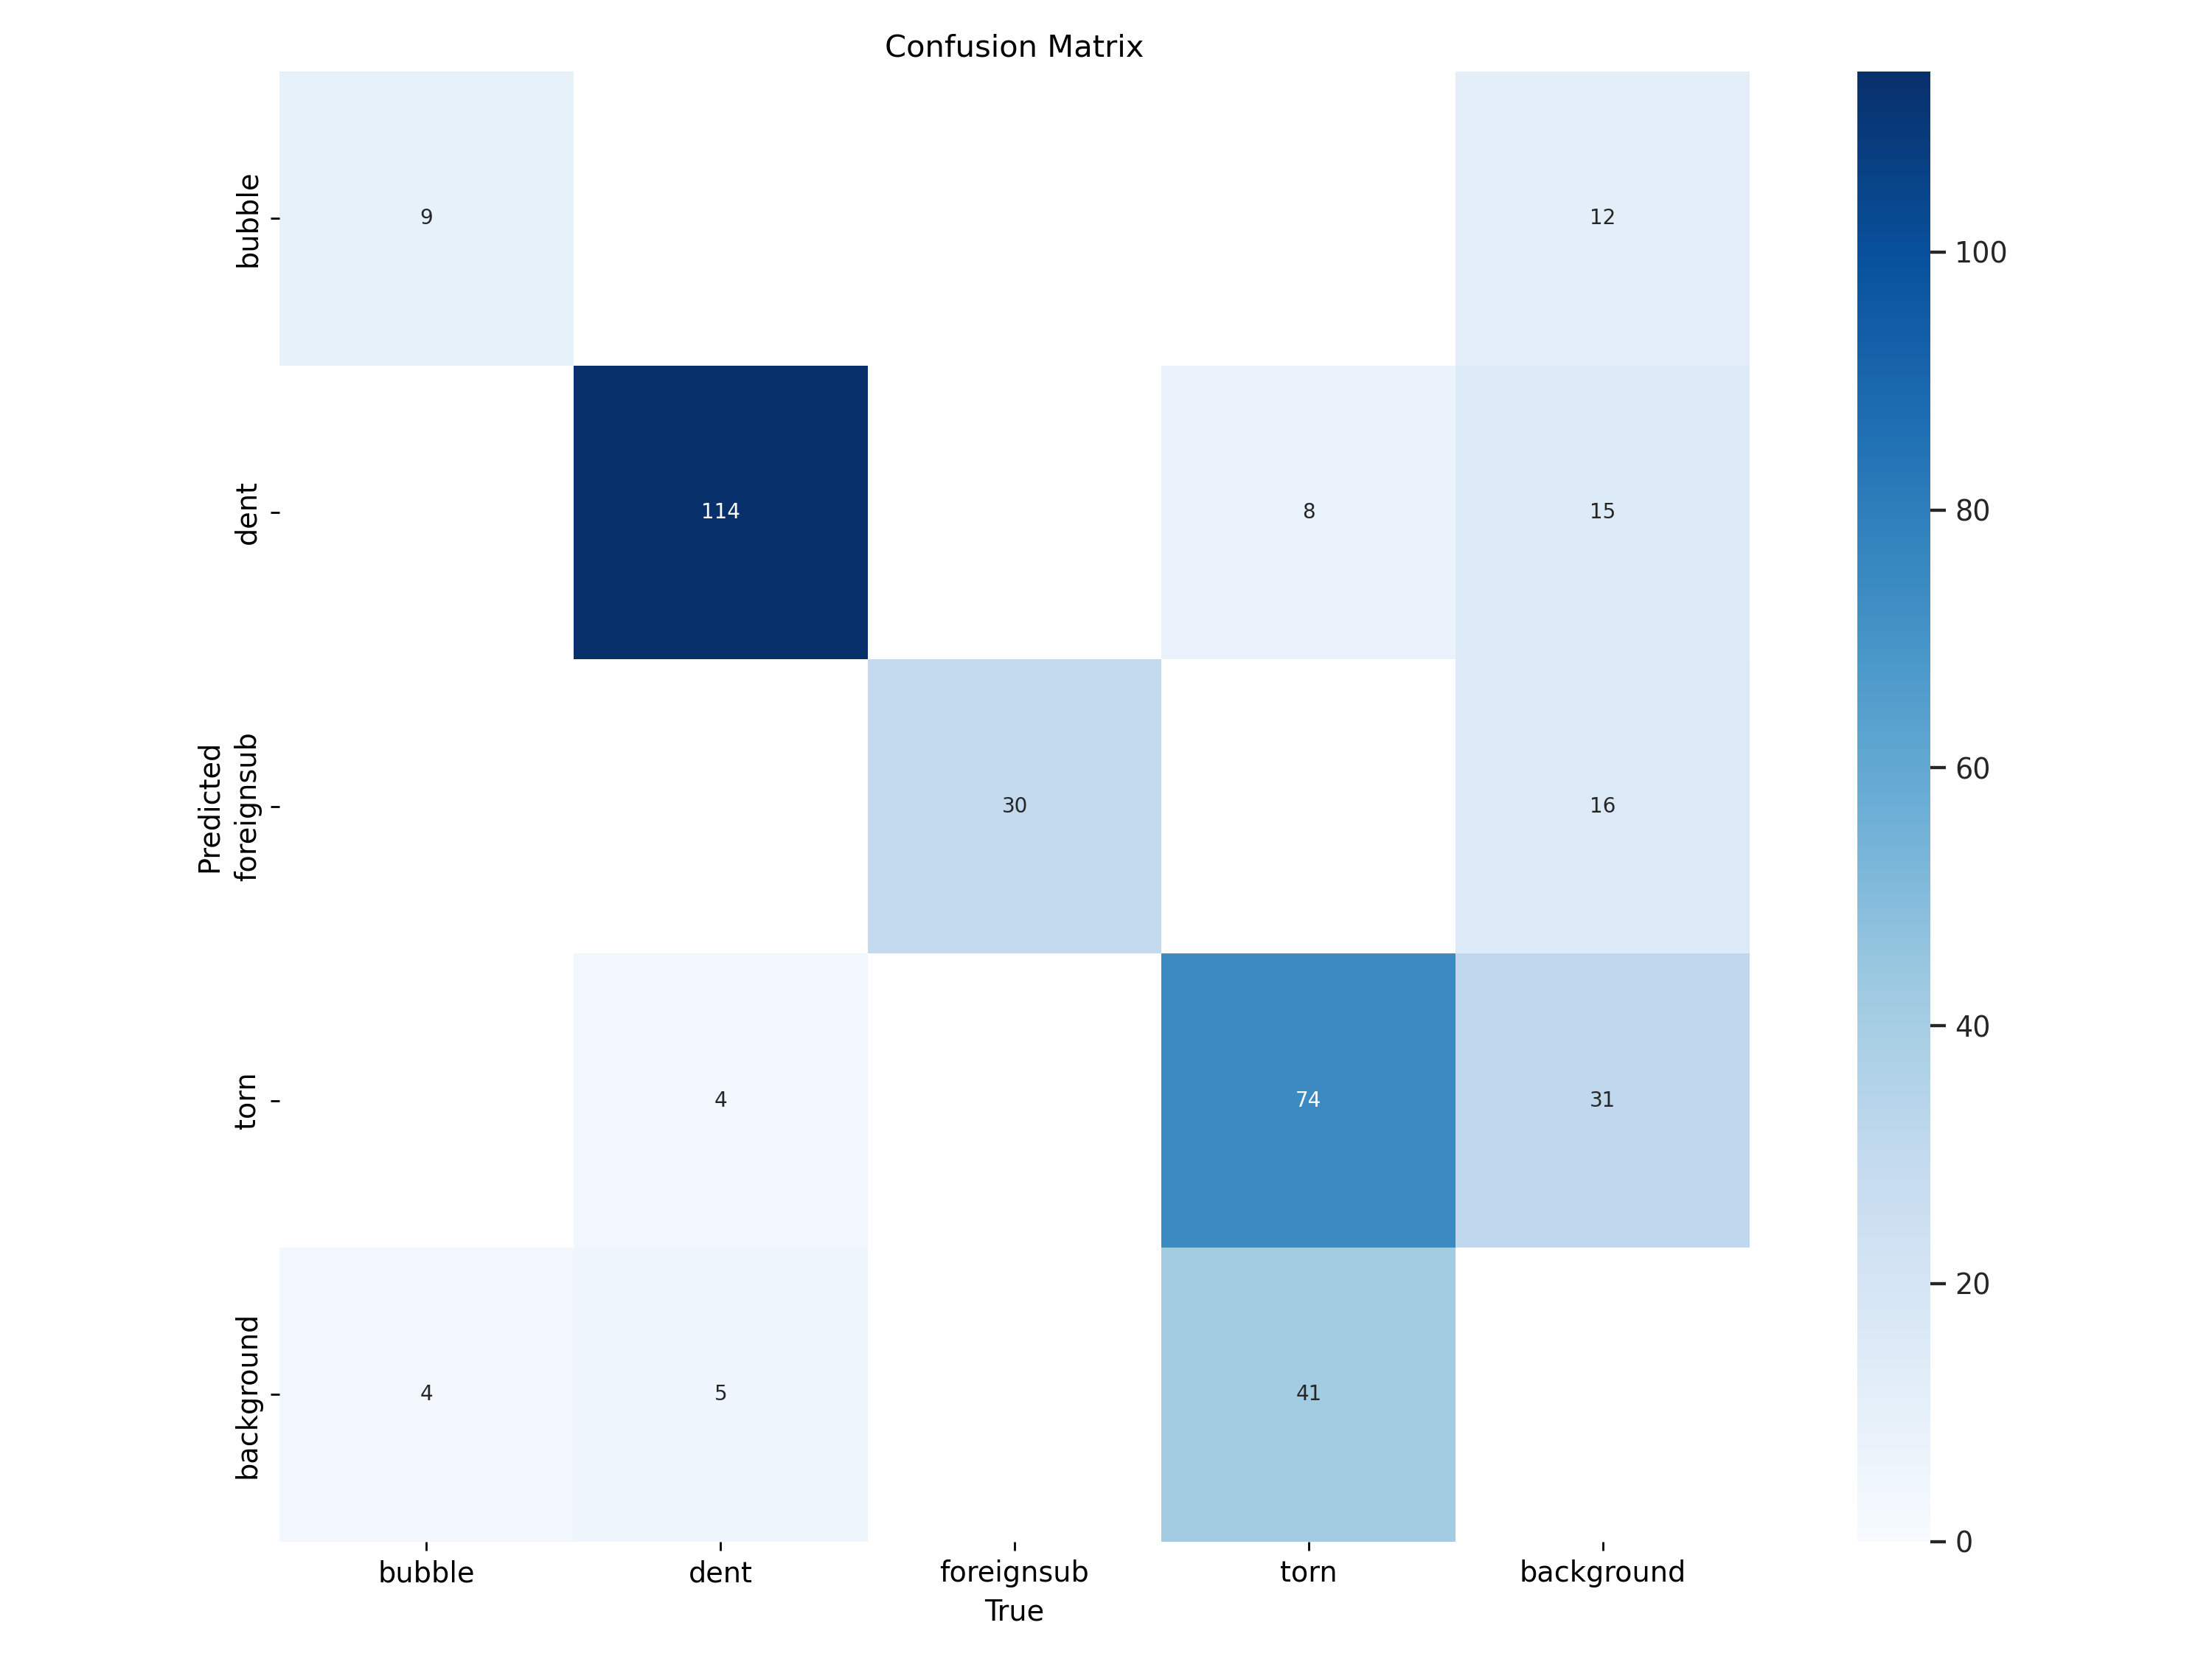 Confusion Matrix
bubble
9
12
100
dent
114
8
15
80
60
Predicted
foreignsub
30
16
40
torn
4
74
31
20
background
4
5
41
0
bubble
dent
foreignsub
torn
background
True